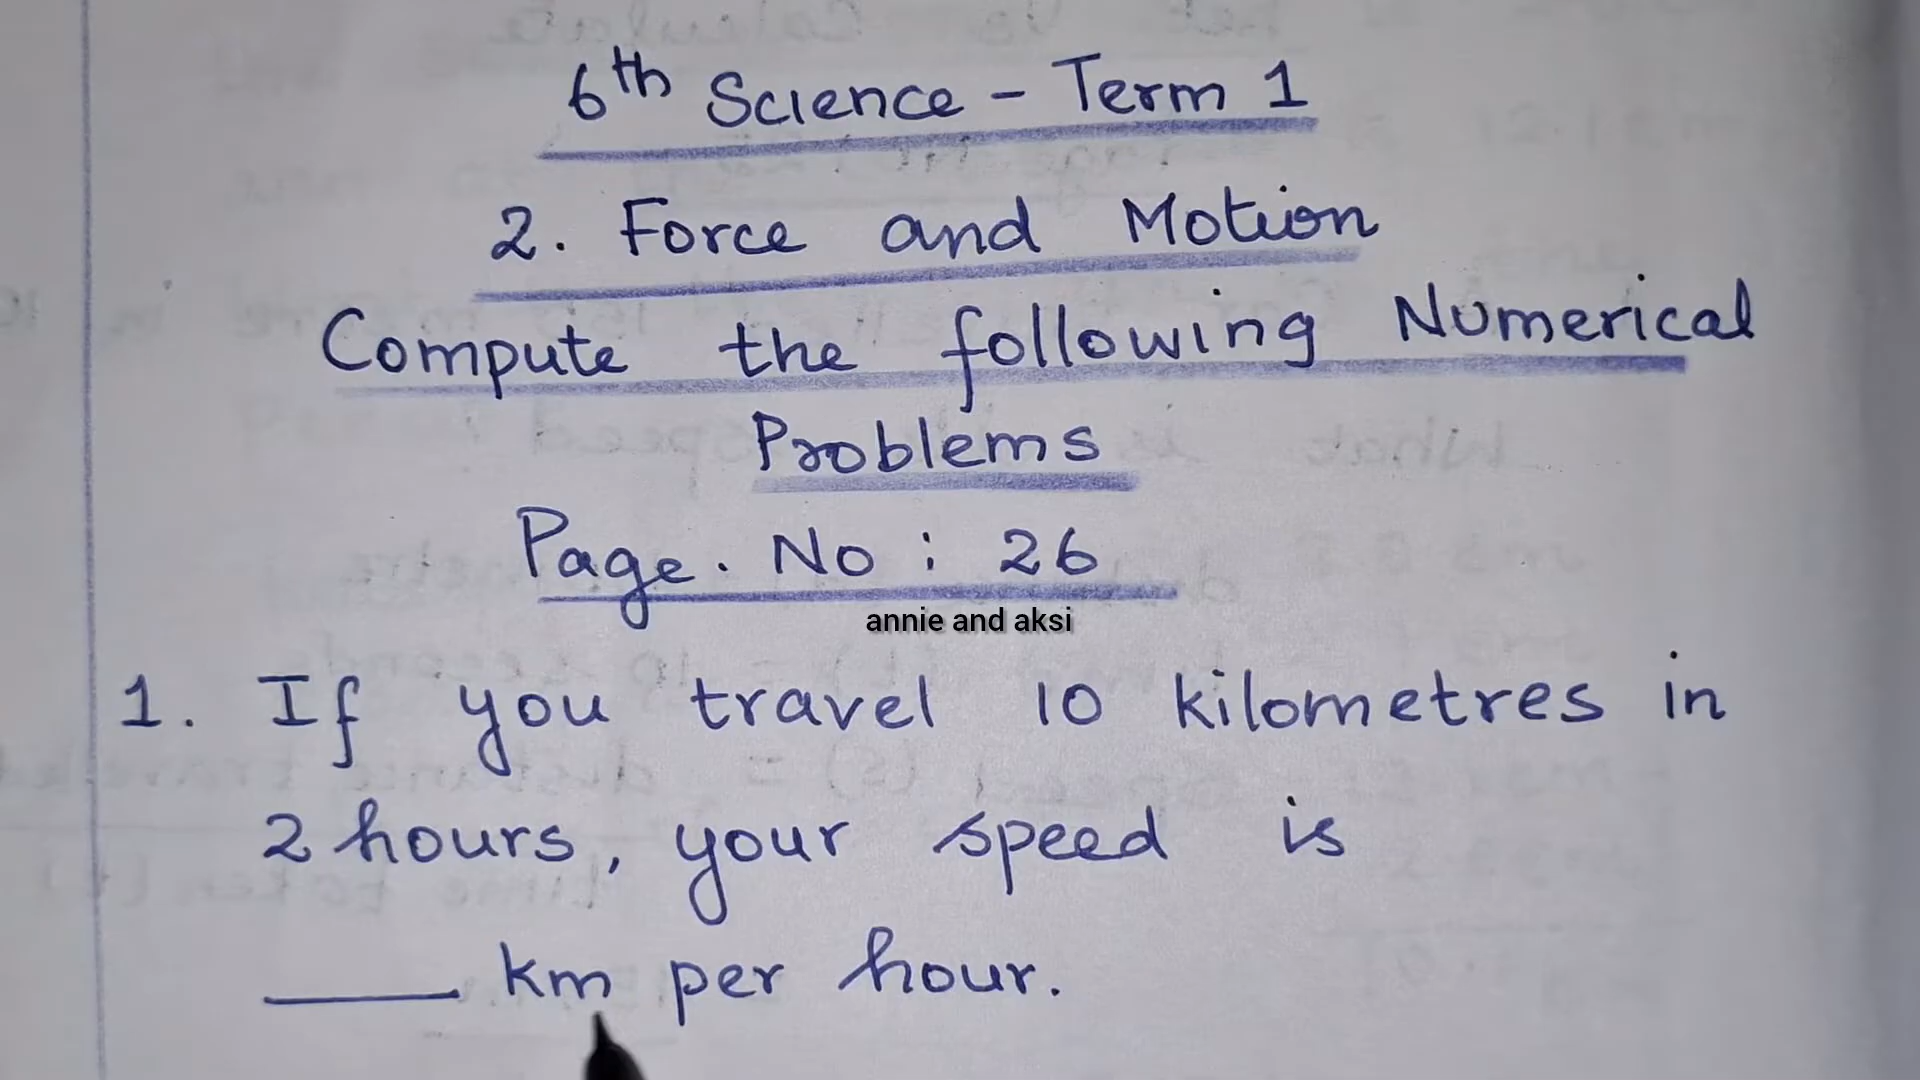 6th Science - Term 1
2. Force and Motion
Compute the following Numerical
Problems
Page. No : 26
annie and aksi
1. If you travel 10 kilometres in
2 hours, your speed is
____ km per hour.